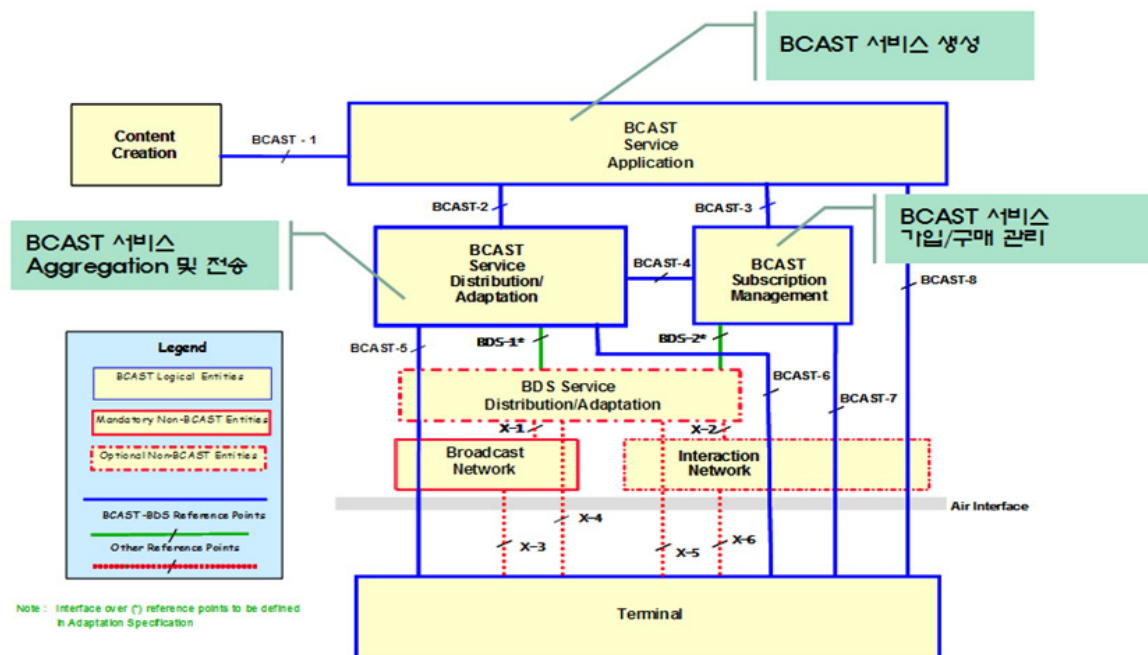 BCAST 서비스 생성
Content
Creation
BCAST - 1
BCAST
Service
Application
BCAST-2
BCAST-3
BCAST 서비스
가입/구매 관리
BCAST 서비스
Aggregation 및 전송
BCAST
Service
Distribution/
Adaptation
BCAST-4
BCAST
Subscription
Management
BCAST-8
Legend
BCAST Logical Entities
Mandatory Non-BCAST Entities
Optional Non-BCAST Entities
BCAST-BDS Reference Points
Other Reference Points
BCAST-5
BDS-1*
BDS-2*
BCAST-6
BCAST-7
BDS Service
Distribution/Adaptation
X-1
X-2
Broadcast
Network
Interaction
Network
Air Interface
X-4
X-3
X-5
X-6
Note : Interface over (*) reference points to be defined
in Adaptation Specification
Terminal